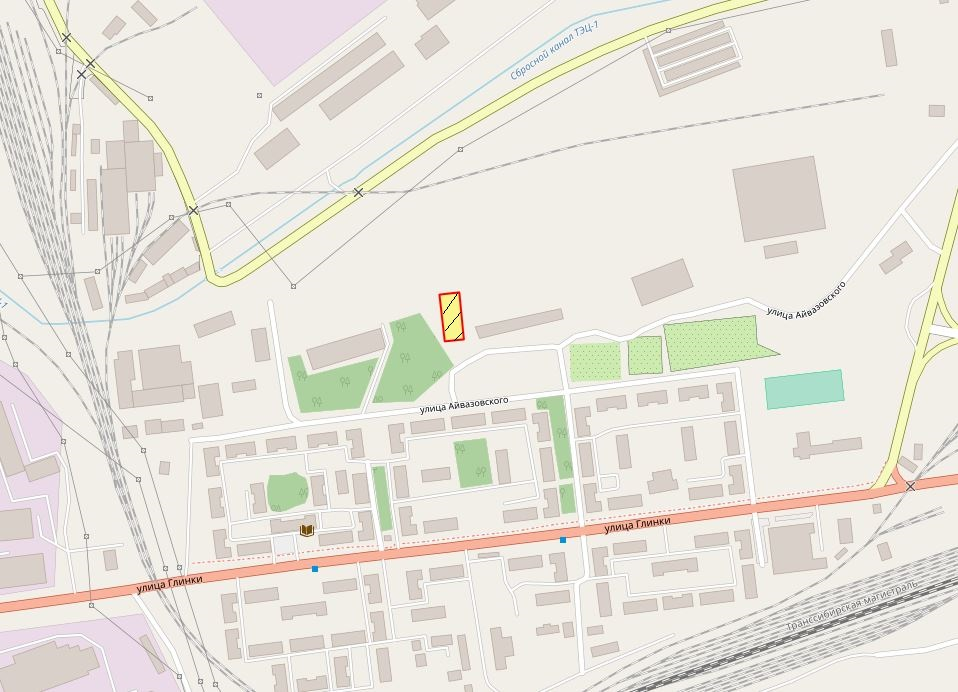 Сбросной канал ТЭЦ-1
улица Айвазовского
улица Айвазовского
улица Глинки
улица Глинки
Транссибирская магистраль